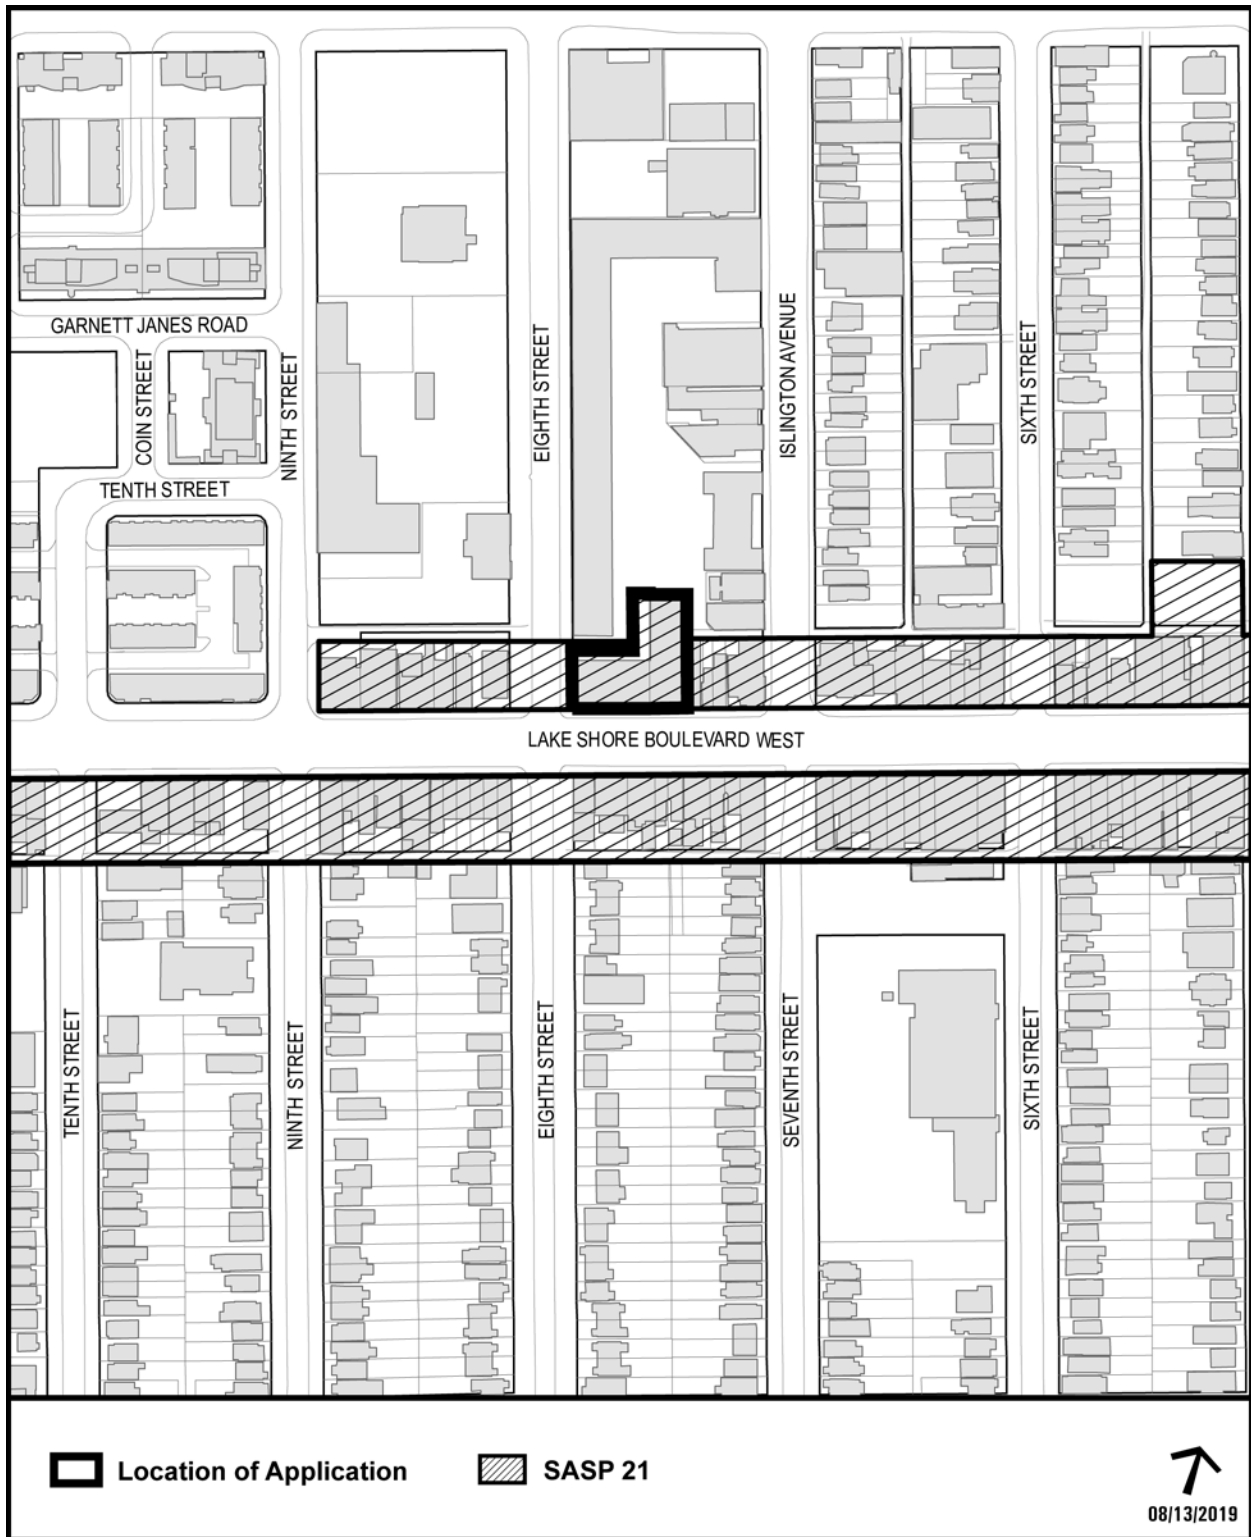 GARNETT JANES ROAD
COIN STREET
NINTH STREET
EIGHTH STREET
ISLINGTON AVENUE
SIXTH STREET
TENTH STREET
LAKE SHORE BOULEVARD WEST
TENTH STREET
NINTH STREET
EIGHTH STREET
SEVENTH STREET
SIXTH STREET
Location of Application
SASP 21
08/13/2019